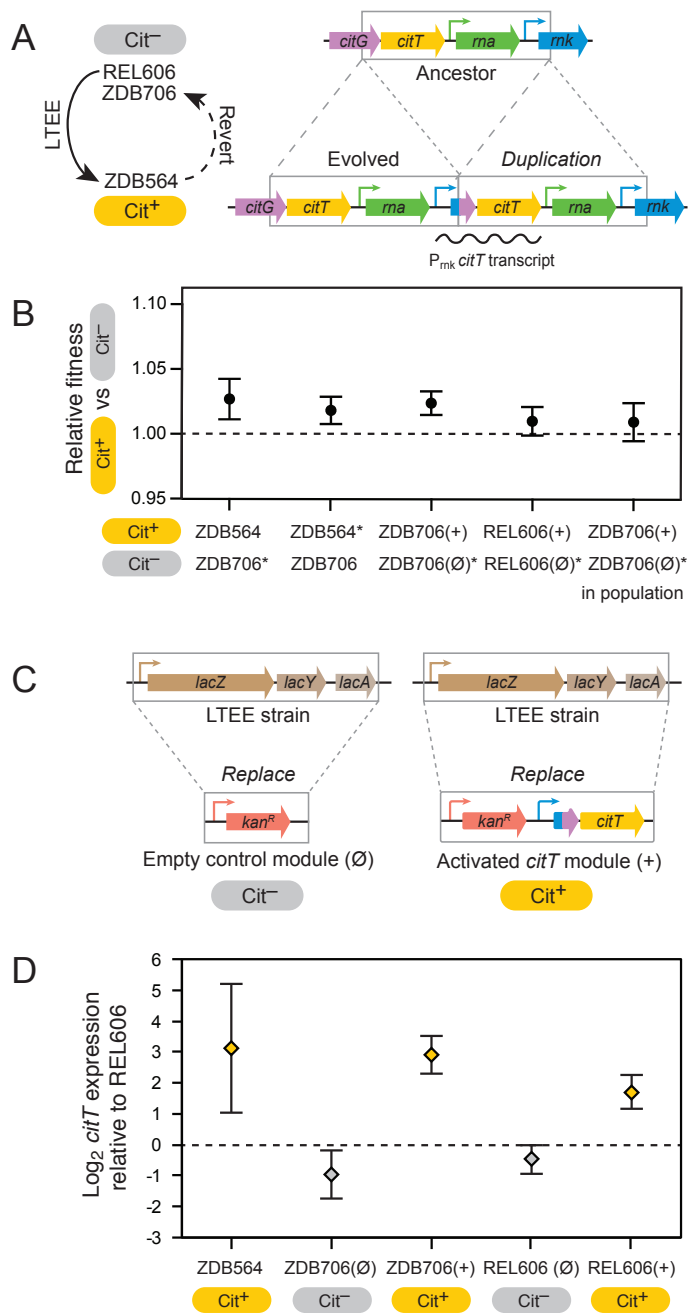 A
Cit–
REL606
ZDB706
LTEE
Revert
ZDB564
Cit+
citG citT rna rnk
Ancestor
Evolved Duplication
citG citT rna citT rna rnk
Prnk citT transcript
B
Relative fitness
Cit+ vs Cit–
1.10
1.05
1.00
0.95
Cit+ ZDB564 ZDB564* ZDB706(+) REL606(+) ZDB706(+)
Cit– ZDB706* ZDB706 ZDB706(Ø)* REL606(Ø)* ZDB706(Ø)*
in population
C
lacZ lacY lacA lacZ lacY lacA
LTEE strain LTEE strain
Replace Replace
kanR kanR citT
Empty control module (Ø) Activated citT module (+)
Cit– Cit+
D
Log2 citT expression
relative to REL606
6
5
4
3
2
1
0
-1
-2
-3
ZDB564 ZDB706(Ø) ZDB706(+) REL606 (Ø) REL606(+)
Cit+ Cit– Cit+ Cit– Cit+